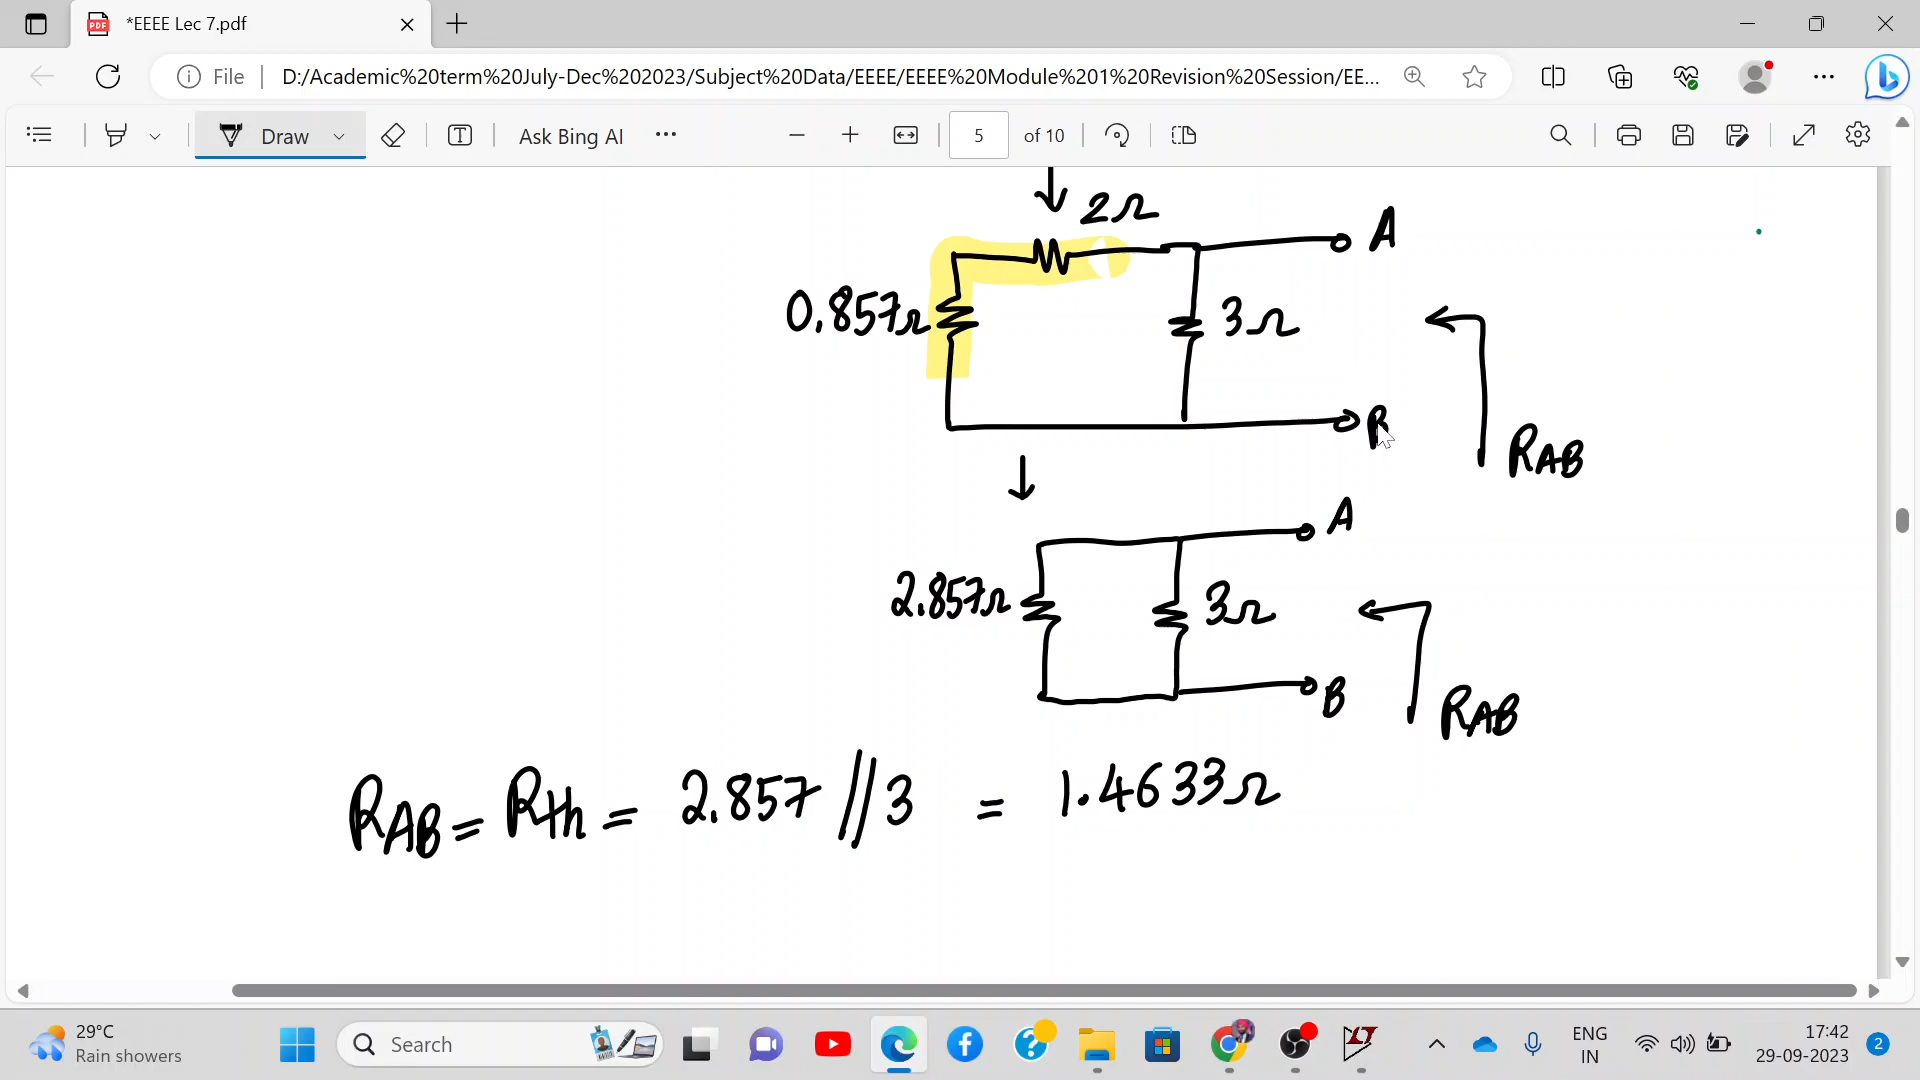 *EEEE Lec 7.pdf
File
D:/Academic%20term%20July-Dec%202023/Subject%20Data/EEEE/EEEE%20Module%201%20Revision%20Session/EE...
Draw
Ask Bing AI
5 of 10
2Ω
A
0.857Ω
3Ω
B
RAB
A
2.857Ω
3Ω
B
RAB
RAB = RTh = 2.857 // 3 = 1.4633Ω
29°C
Rain showers
Search
ENG
IN
17:42
29-09-2023
2